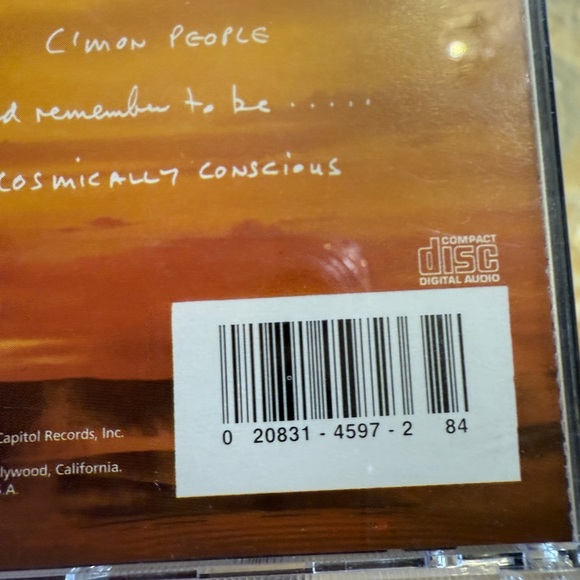 C'MON PEOPLE
d remember to be .....
COSMICALLY CONSCIOUS
COMPACT
disc
DIGITAL AUDIO
0 20831-4597-2 84
Capitol Records, Inc.
lywood, California.
.A.